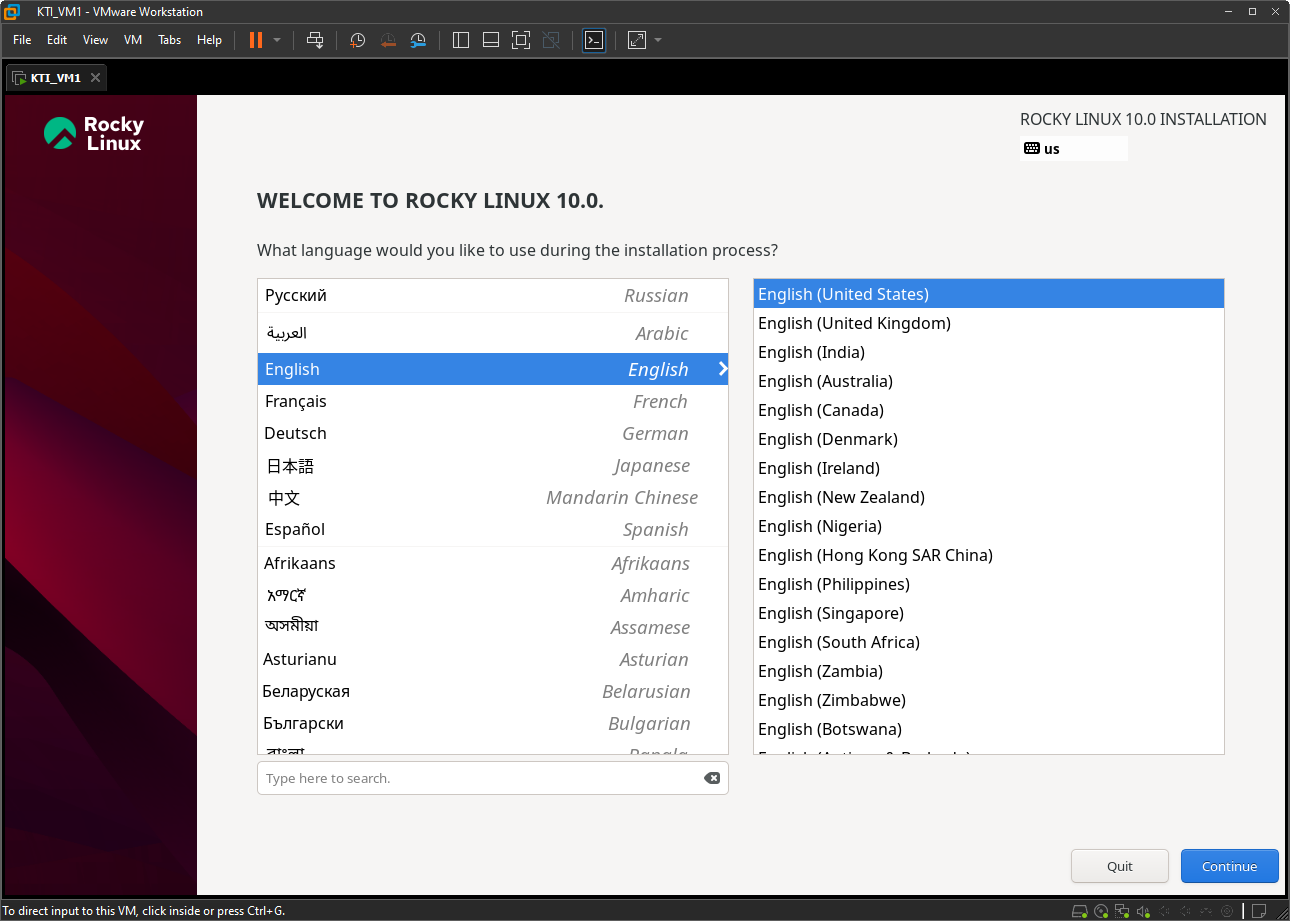 KTI_VM1 - VMware Workstation
File Edit View VM Tabs Help
KTI_VM1
Rocky
Linux
ROCKY LINUX 10.0 INSTALLATION
us
WELCOME TO ROCKY LINUX 10.0.
What language would you like to use during the installation process?
Русский Russian
العربية Arabic
English English
Français French
Deutsch German
日本語 Japanese
中文 Mandarin Chinese
Español Spanish
Afrikaans Afrikaans
አማርኛ Amharic
অসমীয়া Assamese
Asturianu Asturian
Беларуская Belarusian
Български Bulgarian
Type here to search.
English (United States)
English (United Kingdom)
English (India)
English (Australia)
English (Canada)
English (Denmark)
English (Ireland)
English (New Zealand)
English (Nigeria)
English (Hong Kong SAR China)
English (Philippines)
English (Singapore)
English (South Africa)
English (Zambia)
English (Zimbabwe)
English (Botswana)
Quit Continue
To direct input to this VM, click inside or press Ctrl+G.